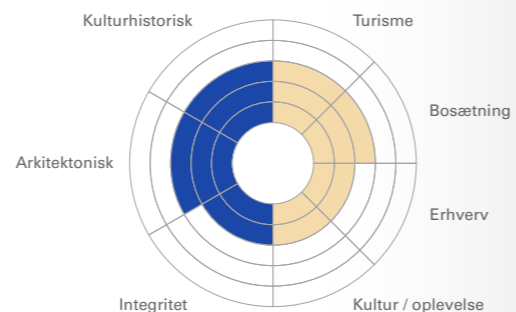 Kulturhistorisk
Turisme
Bosætning
Arkitektonisk
Erhverv
Integritet
Kultur / oplevelse